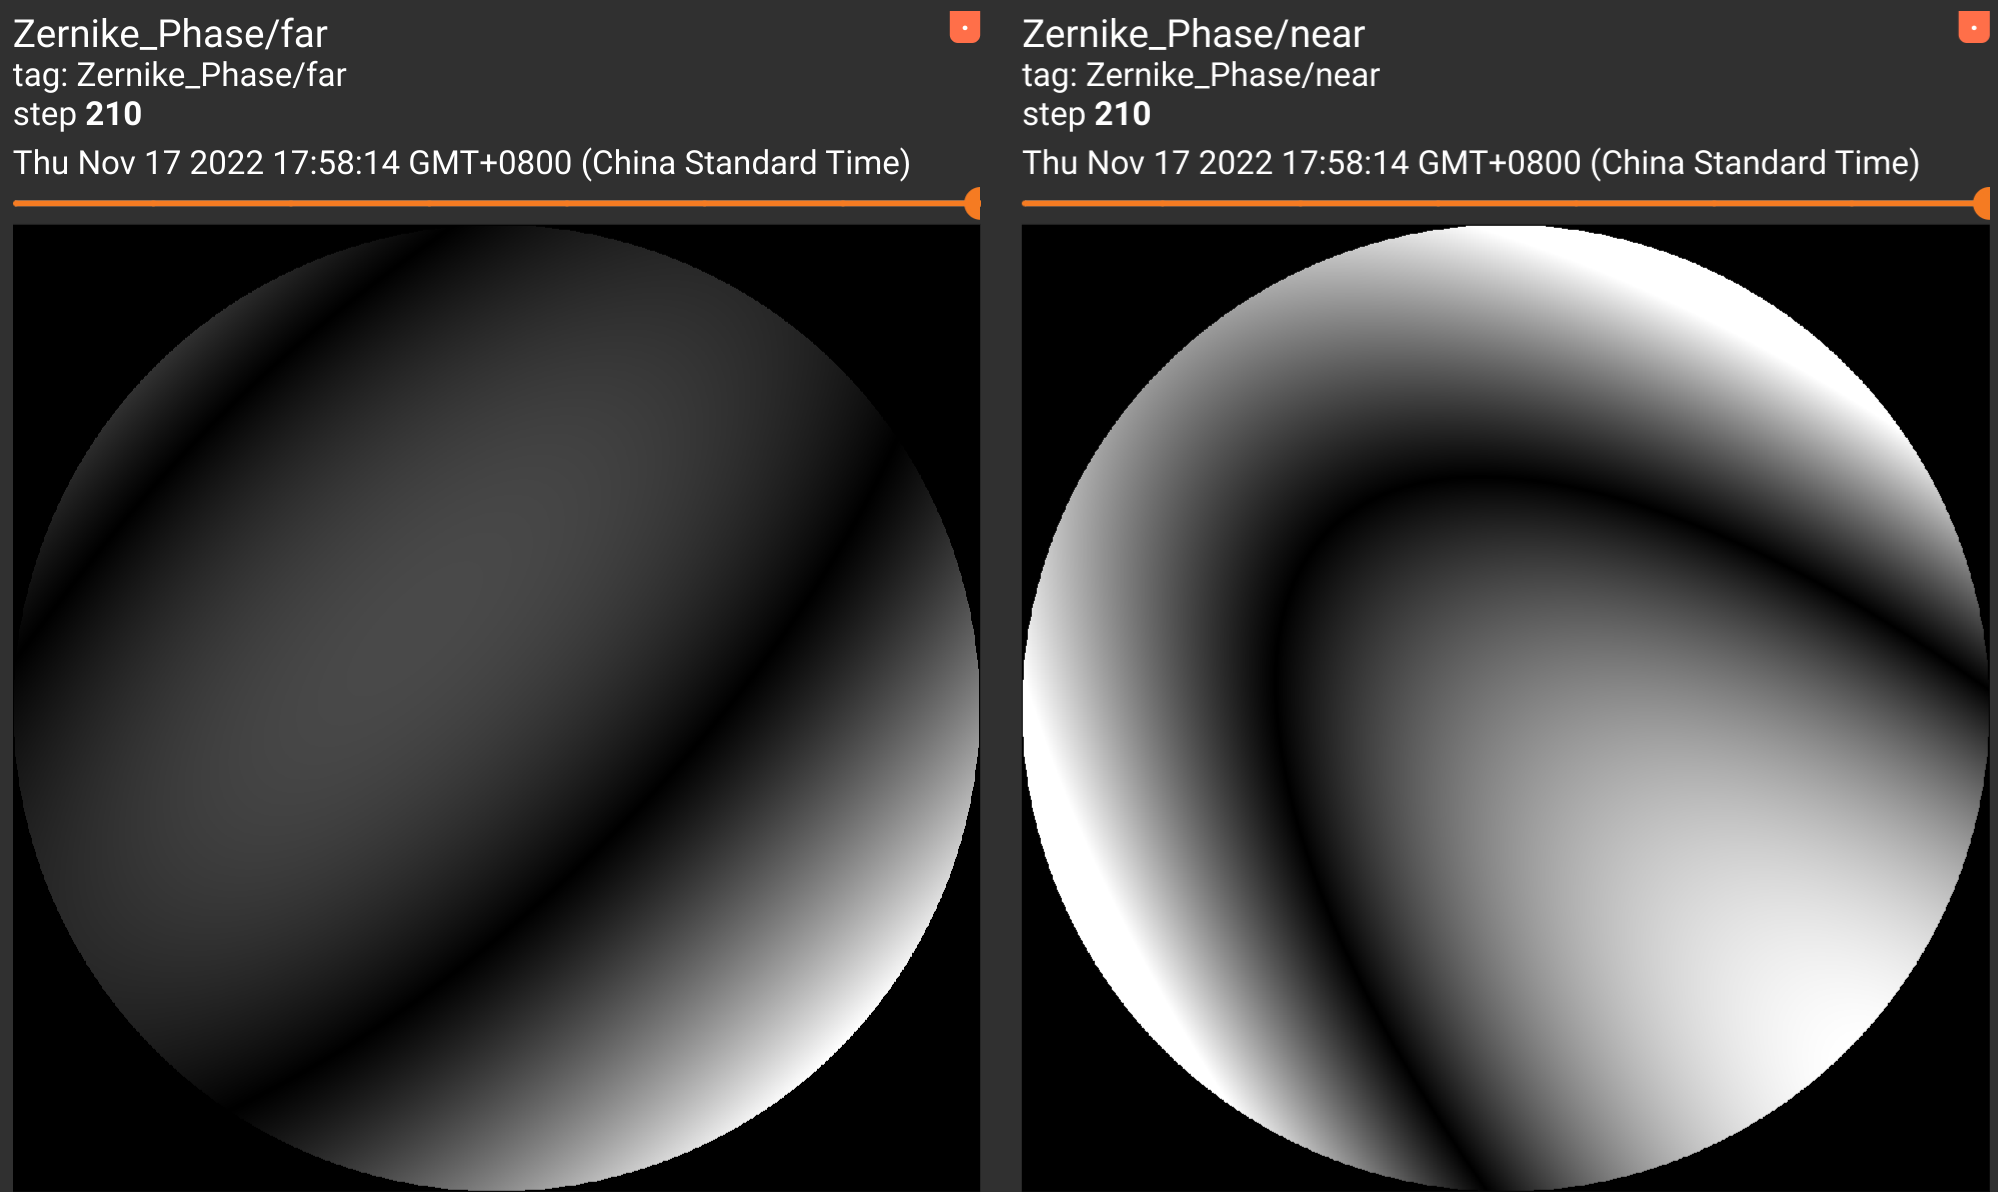 Zernike_Phase/far
tag: Zernike_Phase/far
step 210
Thu Nov 17 2022 17:58:14 GMT+0800 (China Standard Time)
Zernike_Phase/near
tag: Zernike_Phase/near
step 210
Thu Nov 17 2022 17:58:14 GMT+0800 (China Standard Time)